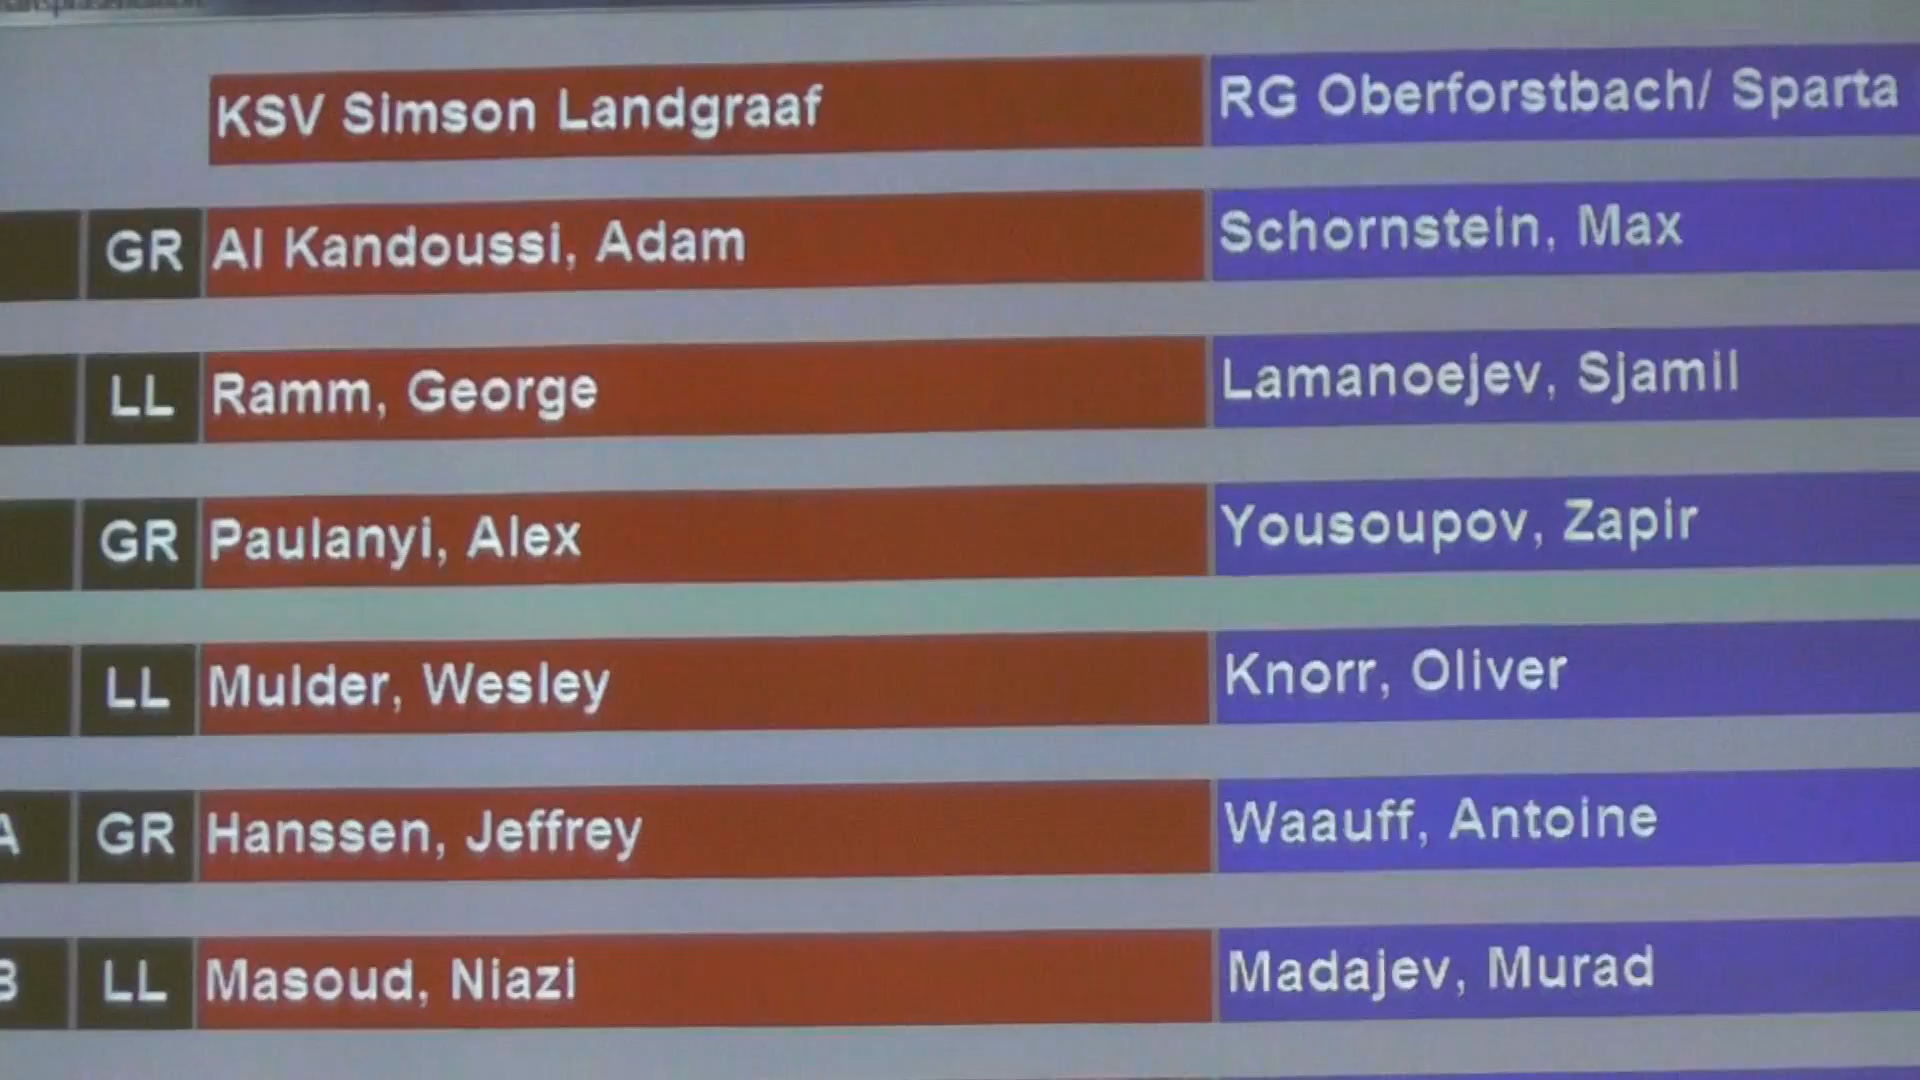 KSV Simson Landgraaf RG Oberforstbach/ Sparta
GR Al Kandoussi, Adam Schornstein, Max
LL Ramm, George Lamanoejev, Sjamil
GR Paulanyi, Alex Yousoupov, Zapir
LL Mulder, Wesley Knorr, Oliver
A GR Hanssen, Jeffrey Waauff, Antoine
B LL Masoud, Niazi Madajev, Murad